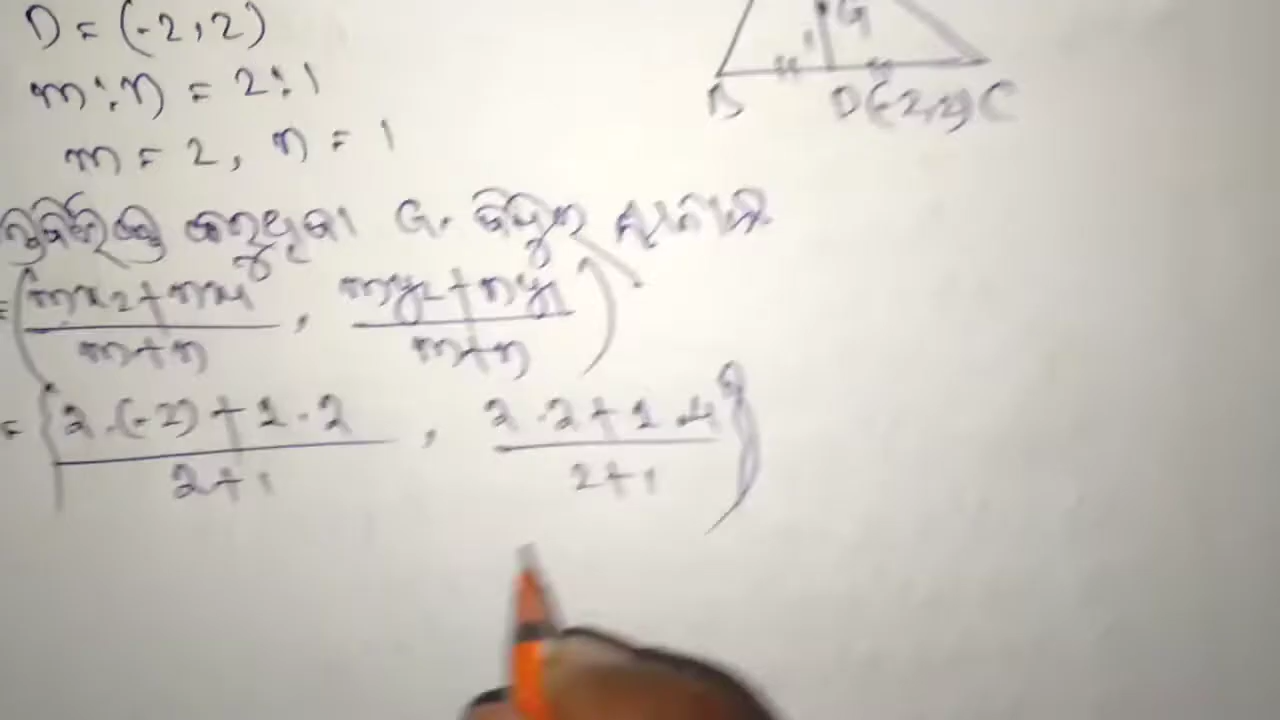 D = (-2, 2)
G
B D(-2, 2) C
m : n = 2 : 1
m = 2, n = 1
G ବିନ୍ଦୁର ସ୍ଥାନାଙ୍କ
= (mx₂ + nx₁ / m + n , my₂ + ny₁ / m + n)
= {2 · (-2) + 1 · 2 / 2 + 1 , 2 · 2 + 1 · 4 / 2 + 1}